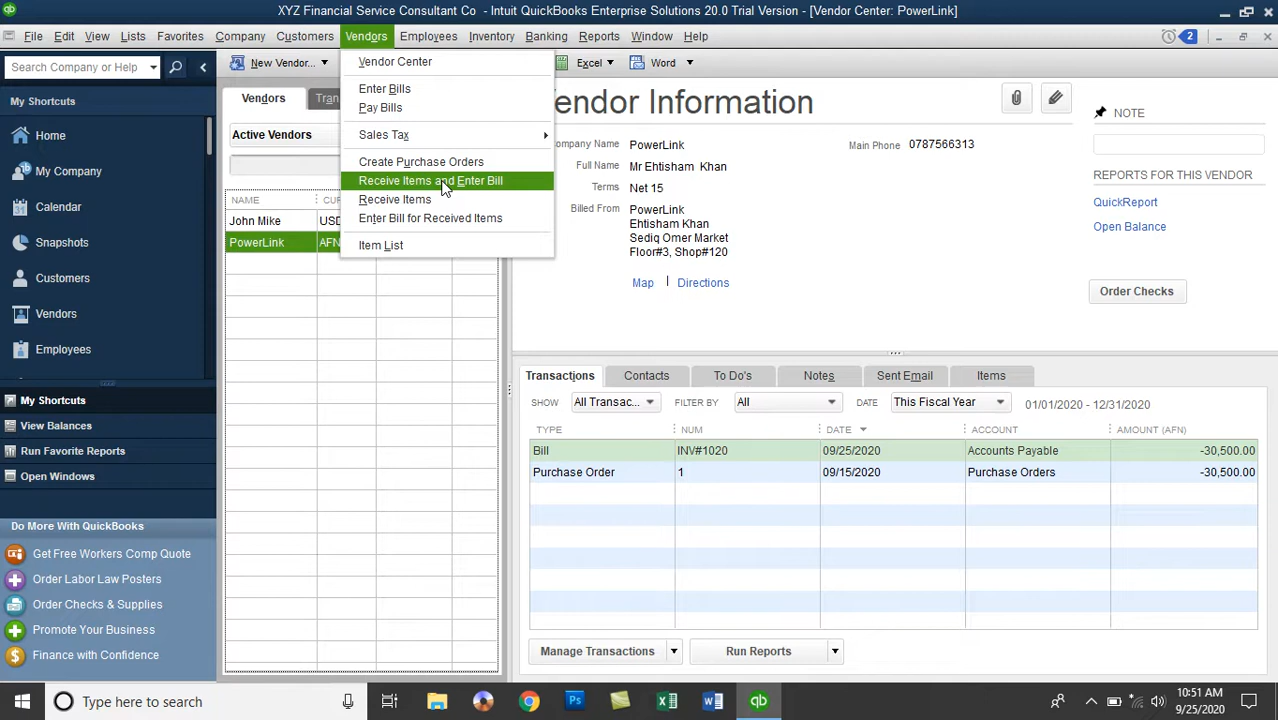 XYZ Financial Service Consultant Co - Intuit QuickBooks Enterprise Solutions 20.0 Trial Version - [Vendor Center: PowerLink]
File Edit View Lists Favorites Company Customers Vendors Employees Inventory Banking Reports Window Help 2
Search Company or Help
New Vendor...
Excel
Word
My Shortcuts
Home
My Company
Calendar
Snapshots
Customers
Vendors
Employees
My Shortcuts
View Balances
Run Favorite Reports
Open Windows
Do More With QuickBooks
Get Free Workers Comp Quote
Order Labor Law Posters
Order Checks & Supplies
Promote Your Business
Finance with Confidence
Vendors
Active Vendors
NAME
John Mike USD
PowerLink AFN
Vendor Center
Enter Bills
Pay Bills
Sales Tax
Create Purchase Orders
Receive Items and Enter Bill
Receive Items
Enter Bill for Received Items
Item List
endor Information
ompany Name PowerLink
Full Name Mr Ehtisham Khan
Terms Net 15
Billed From PowerLink
Ehtisham Khan
Sediq Omer Market
Floor#3, Shop#120
Map Directions
Main Phone 0787566313
NOTE
REPORTS FOR THIS VENDOR
QuickReport
Open Balance
Order Checks
Transactions Contacts To Do's Notes Sent Email Items
SHOW All Transac... FILTER BY All DATE This Fiscal Year 01/01/2020 - 12/31/2020
TYPE NUM DATE ACCOUNT AMOUNT (AFN)
Bill INV#1020 09/25/2020 Accounts Payable -30,500.00
Purchase Order 1 09/15/2020 Purchase Orders -30,500.00
Manage Transactions Run Reports
Type here to search
10:51 AM
9/25/2020